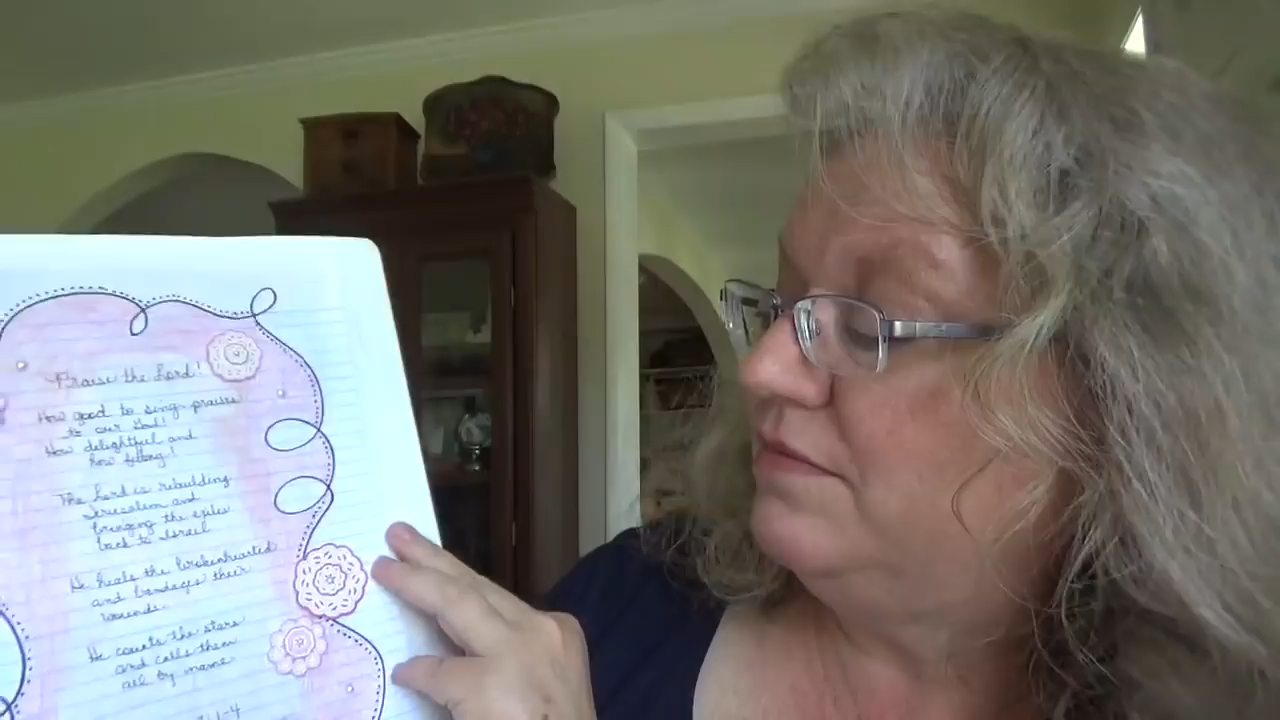 Praise the Lord!
How good to sing praises
to our God!
How delightful and
how fitting!
The Lord is rebuilding
Jerusalem and
bringing the exiles
back to Israel
He heals the brokenhearted
and bandages their
wounds.
He counts the stars
and calls them
all by name
1-4